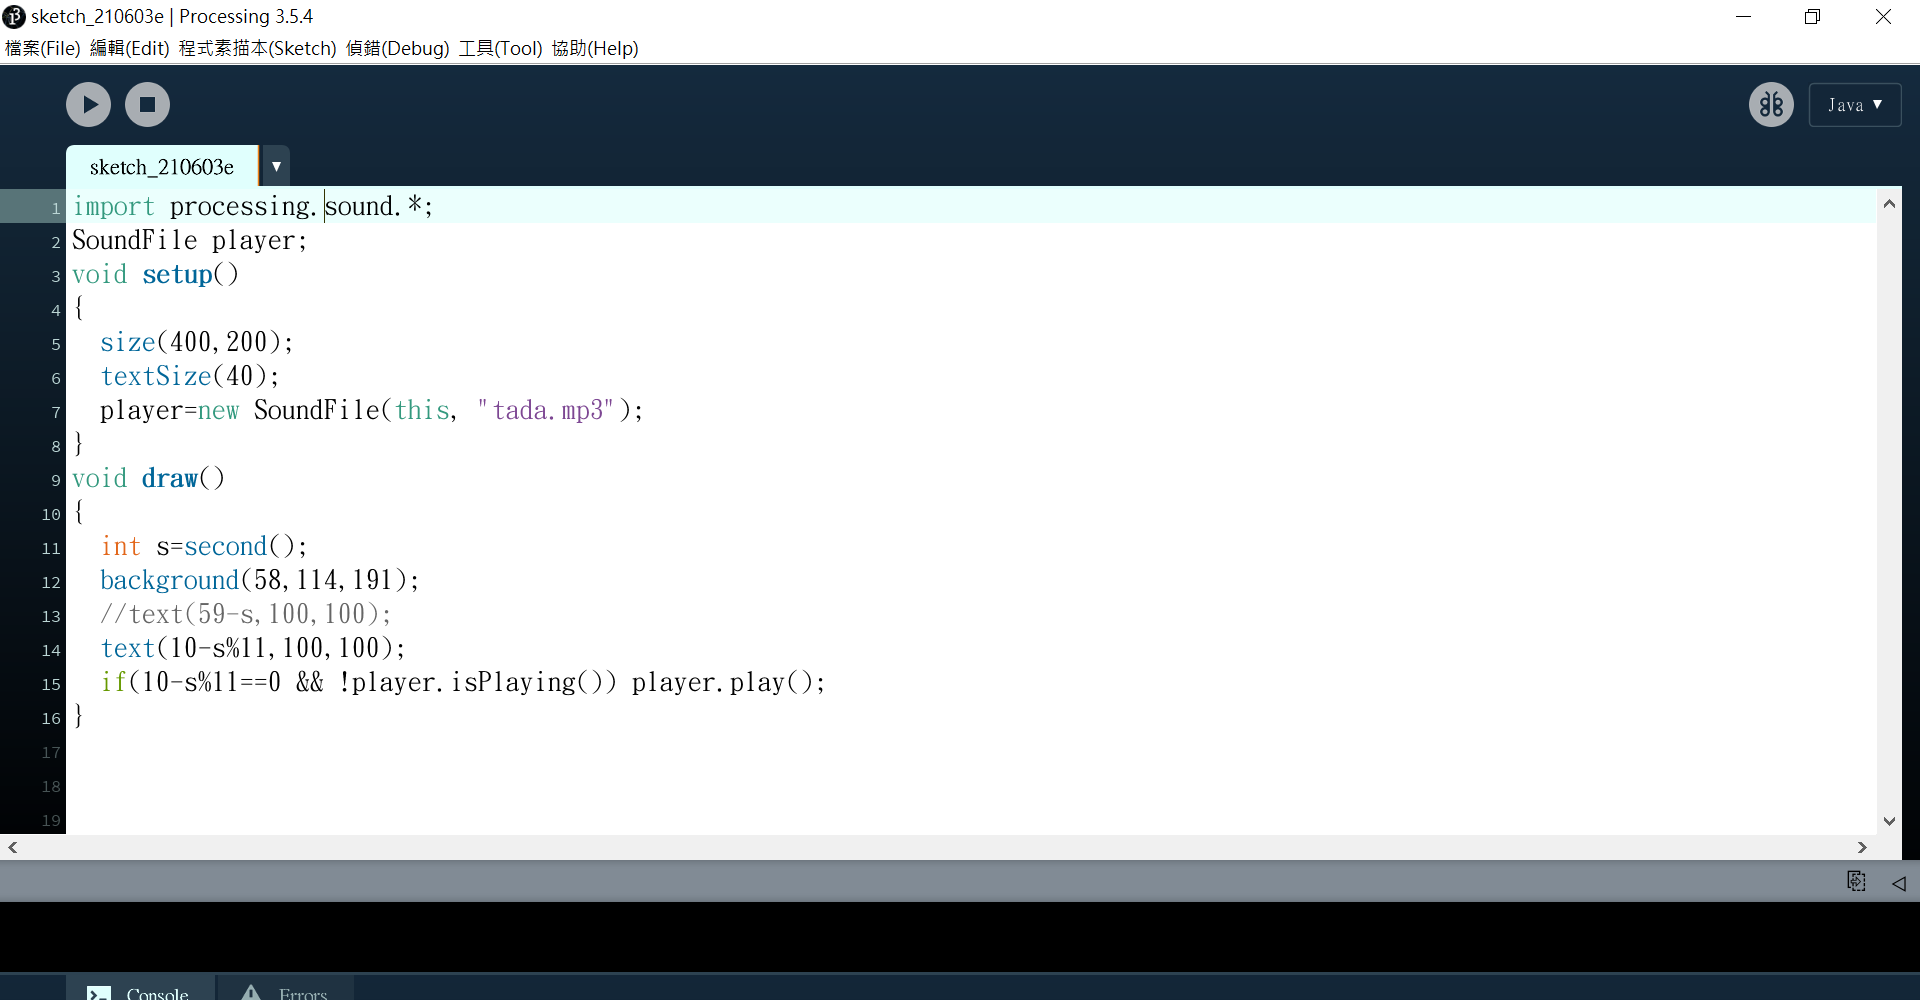 sketch_210603e | Processing 3.5.4
檔案(File) 編輯(Edit) 程式素描本(Sketch) 偵錯(Debug) 工具(Tool) 協助(Help)
Java ▼
sketch_210603e ▼
1 import processing.sound.*;
2 SoundFile player;
3 void setup()
4 {
5   size(400,200);
6   textSize(40);
7   player=new SoundFile(this, "tada.mp3");
8 }
9 void draw()
10 {
11   int s=second();
12   background(58,114,191);
13   //text(59-s,100,100);
14   text(10-s%11,100,100);
15   if(10-s%11==0 && !player.isPlaying()) player.play();
16 }
17
18
19
Console Errors